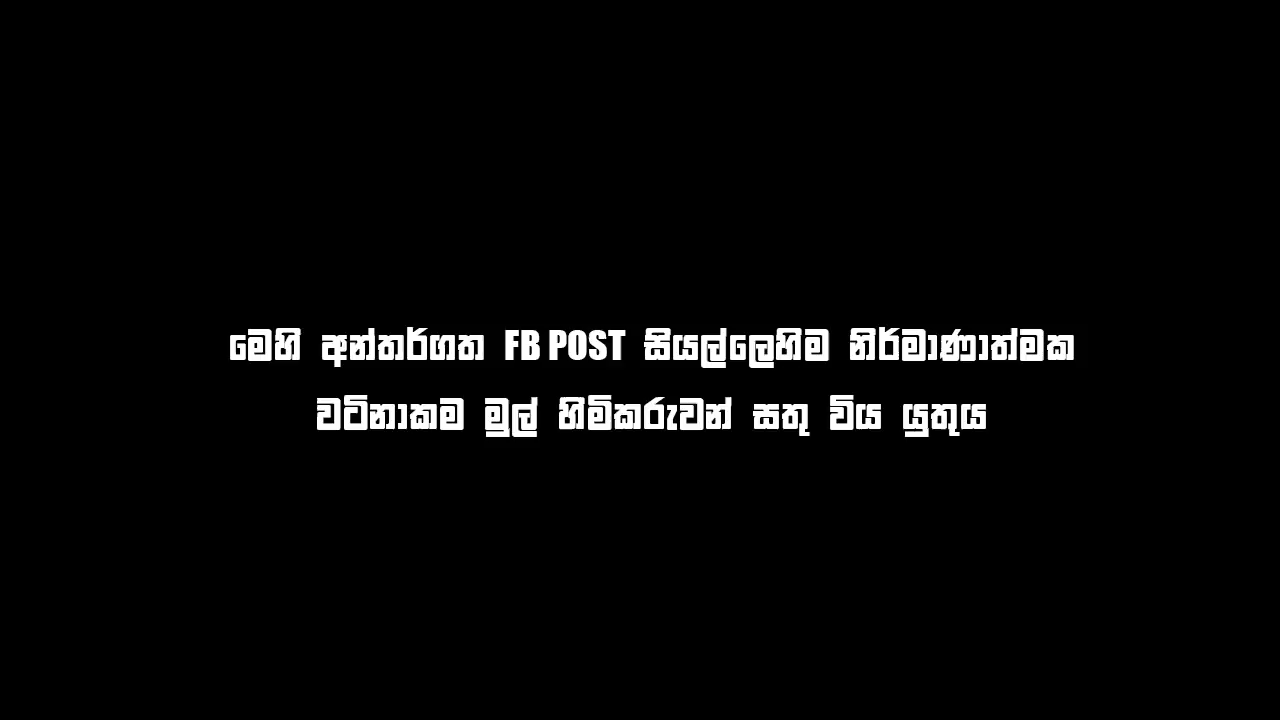 මෙහි අන්තර්ගත FB POST සියල්ලෙහිම නිර්මාණාත්මක
වටිනාකම මුල් හිමිකරුවන් සතු විය යුතුය